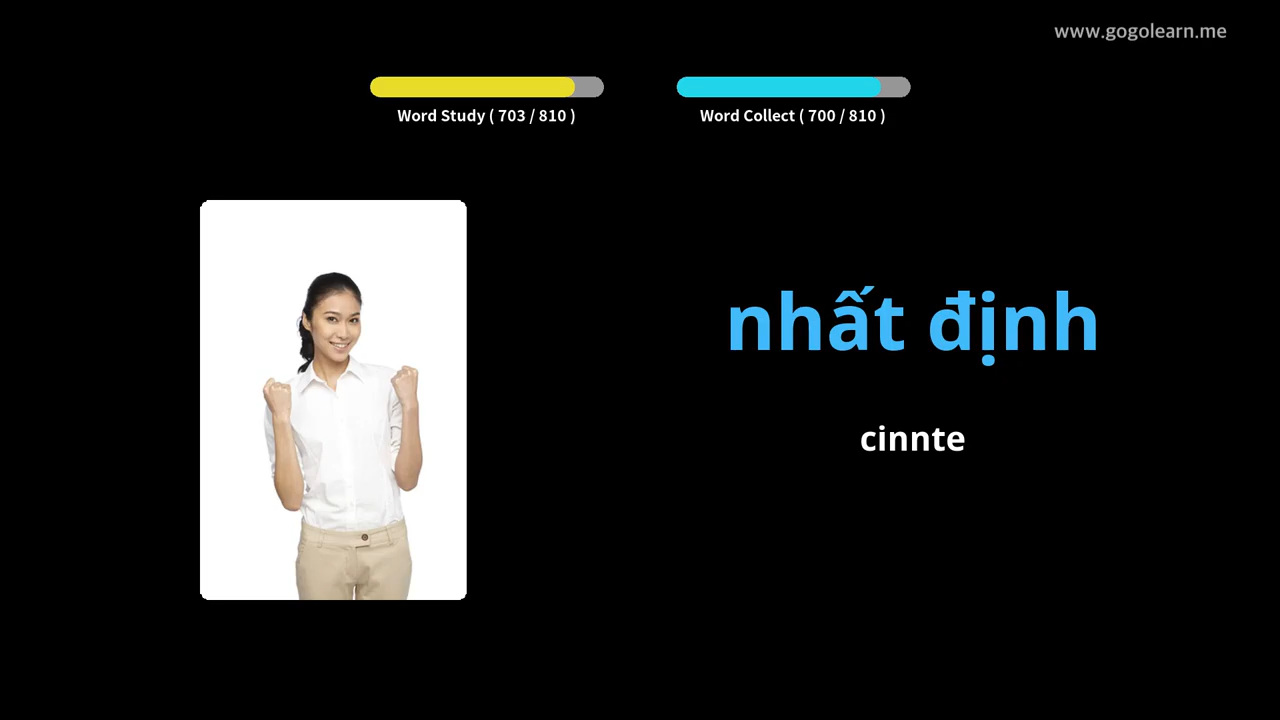 www.gogolearn.me
Word Study ( 703 / 810 )
Word Collect ( 700 / 810 )
nhất định
cinnte